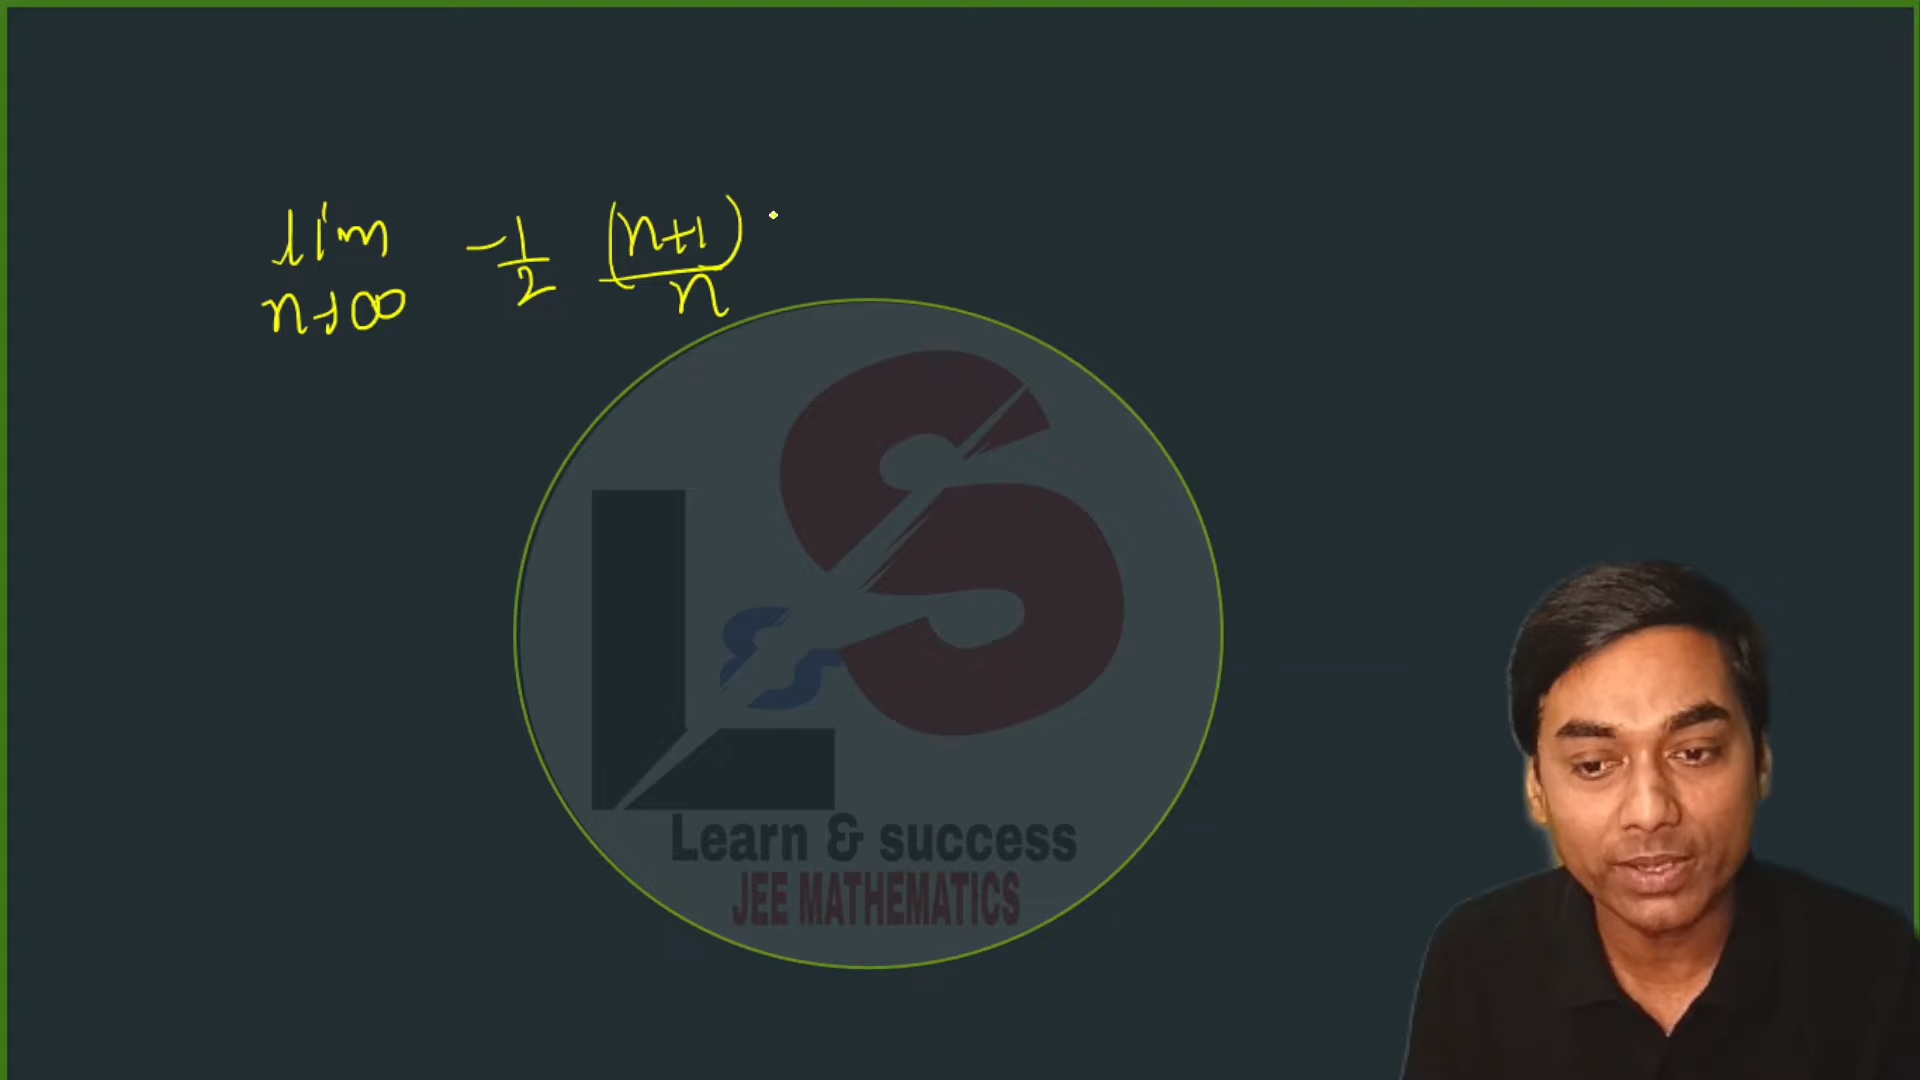 lim -1/2 (n+1)/n
n→∞
Learn & success
JEE MATHEMATICS